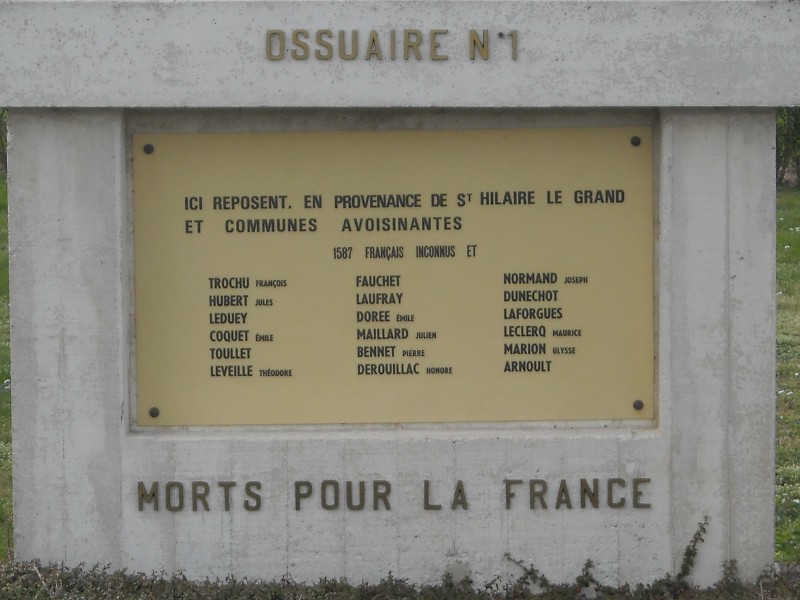 OSSUAIRE N°1
ICI REPOSENT. EN PROVENANCE DE ST HILAIRE LE GRAND
ET COMMUNES AVOISINANTES
1587 FRANÇAIS INCONNUS ET
TROCHU FRANÇOIS
HUBERT JULES
LEDUEY
COQUET ÉMILE
TOULLET
LEVEILLE THÉODORE
FAUCHET
LAUFRAY
DOREE ÉMILE
MAILLARD JULIEN
BENNET PIERRE
DEROUILLAC HONORE
NORMAND JOSEPH
DUNECHOT
LAFORGUES
LECLERQ MAURICE
MARION ULYSSE
ARNOULT
MORTS POUR LA FRANCE